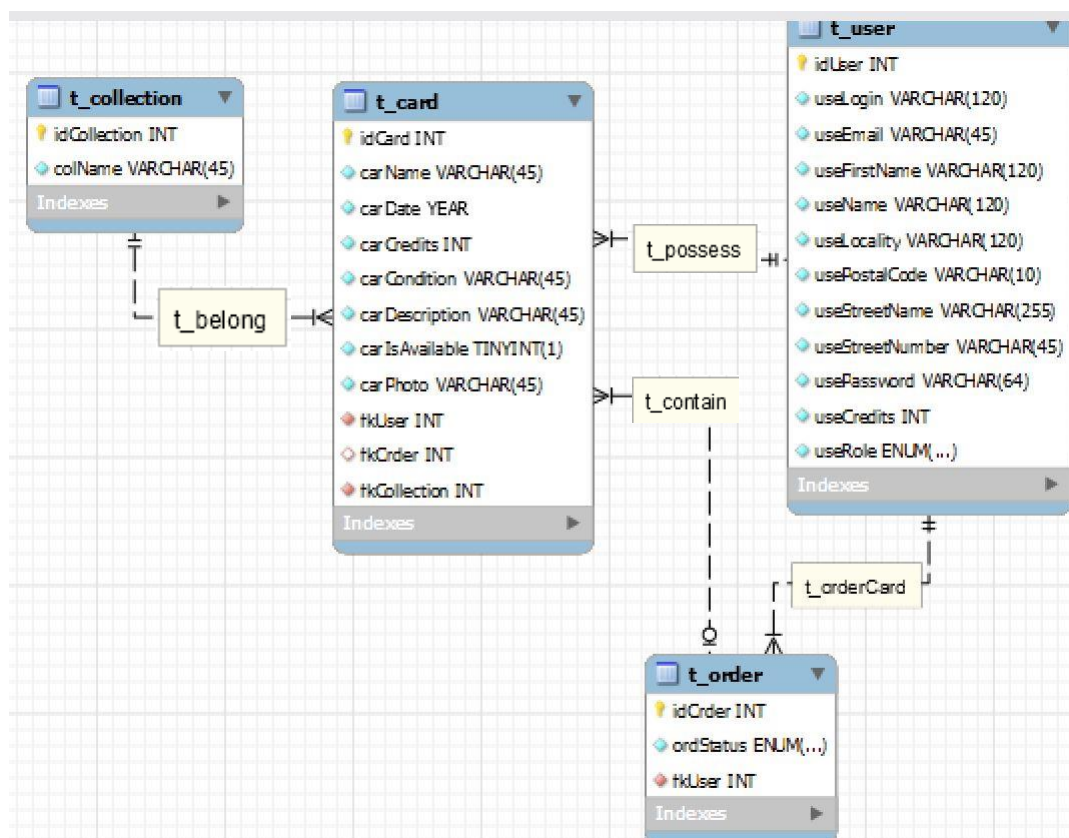 t_collection
idCollection INT
colName VARCHAR(45)
Indexes
t_belong
t_card
idCard INT
carName VARCHAR(45)
carDate YEAR
carCredits INT
carCondition VARCHAR(45)
carDescription VARCHAR(45)
carIsAvailable TINYINT(1)
carPhoto VARCHAR(45)
fkUser INT
fkOrder INT
fkCollection INT
Indexes
t_possess
t_contain
t_user
idUser INT
useLogin VARCHAR(120)
useEmail VARCHAR(45)
useFirstName VARCHAR(120)
useName VARCHAR(120)
useLocality VARCHAR(120)
usePostalCode VARCHAR(10)
useStreetName VARCHAR(255)
useStreetNumber VARCHAR(45)
usePassword VARCHAR(64)
useCredits INT
useRole ENUM(...)
Indexes
t_orderCard
t_order
idOrder INT
ordStatus ENUM(...)
fkUser INT
Indexes